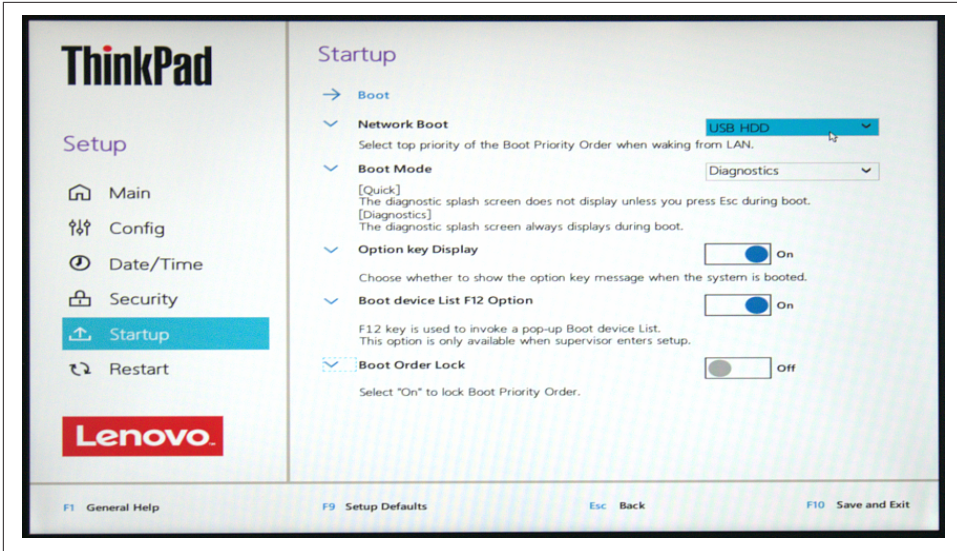 ThinkPad
Setup
Main
Config
Date/Time
Security
Startup
Restart
Lenovo.
Startup
Boot
Network Boot
USB HDD
Select top priority of the Boot Priority Order when waking from LAN.
Boot Mode
Diagnostics
[Quick]
The diagnostic splash screen does not display unless you press Esc during boot.
[Diagnostics]
The diagnostic splash screen always displays during boot.
Option key Display
On
Choose whether to show the option key message when the system is booted.
Boot device List F12 Option
On
F12 key is used to invoke a pop-up Boot device List.
This option is only available when supervisor enters setup.
Boot Order Lock
Off
Select "On" to lock Boot Priority Order.
F1 General Help
F9 Setup Defaults
Esc Back
F10 Save and Exit